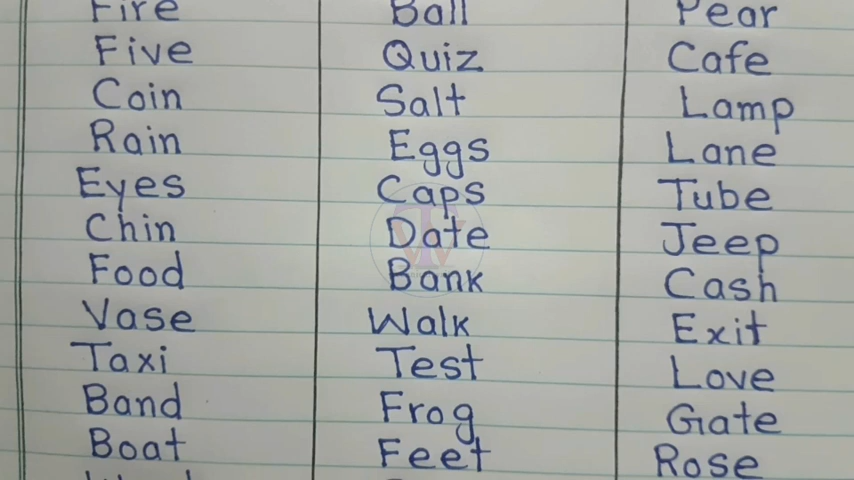 Fire Ball Pear
Five Quiz Cafe
Coin Salt Lamp
Rain Eggs Lane
Eyes Caps Tube
Chin Date Jeep
Food Bank Cash
Vase Walk Exit
Taxi Test Love
Band Frog Gate
Boat Feet Rose